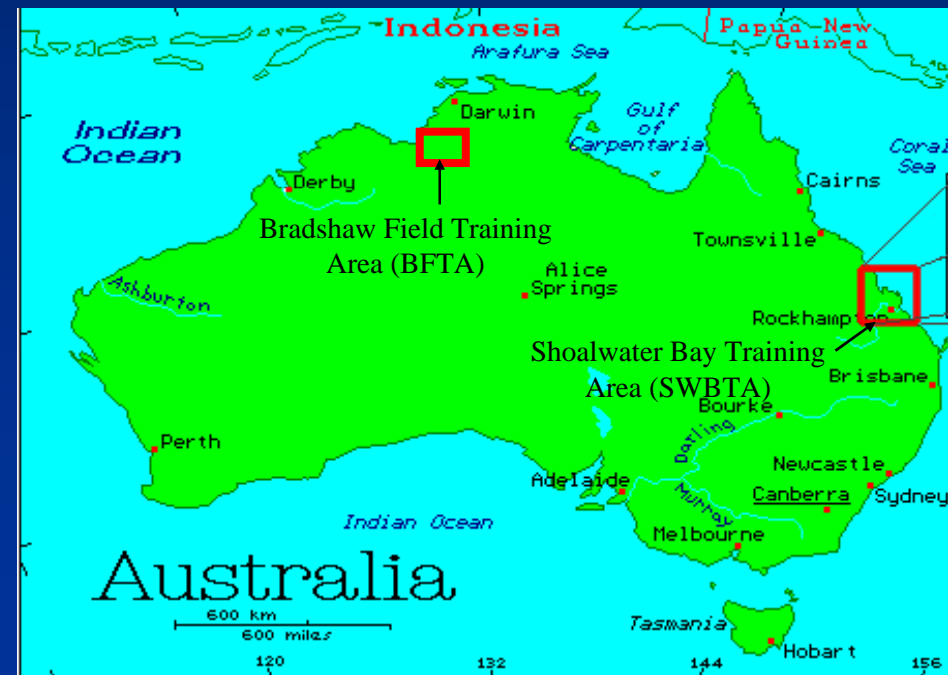 Indonesia
Papua New
Guinea
Arafura Sea
Indian
Ocean
Darwin
Gulf
of
Carpentaria
Coral
Sea
Derby
Cairns
Bradshaw Field Training
Area (BFTA)
Townsville
Alice
Springs
Ashburton
Rockhampton
Shoalwater Bay Training
Area (SWBTA)
Brisbane
Bourke
Darling
Perth
Newcastle
Adelaide
Canberra
Sydney
Murray
Indian Ocean
Melbourne
Australia
600 km
600 miles
Tasmania
Hobart
120
132
144
156